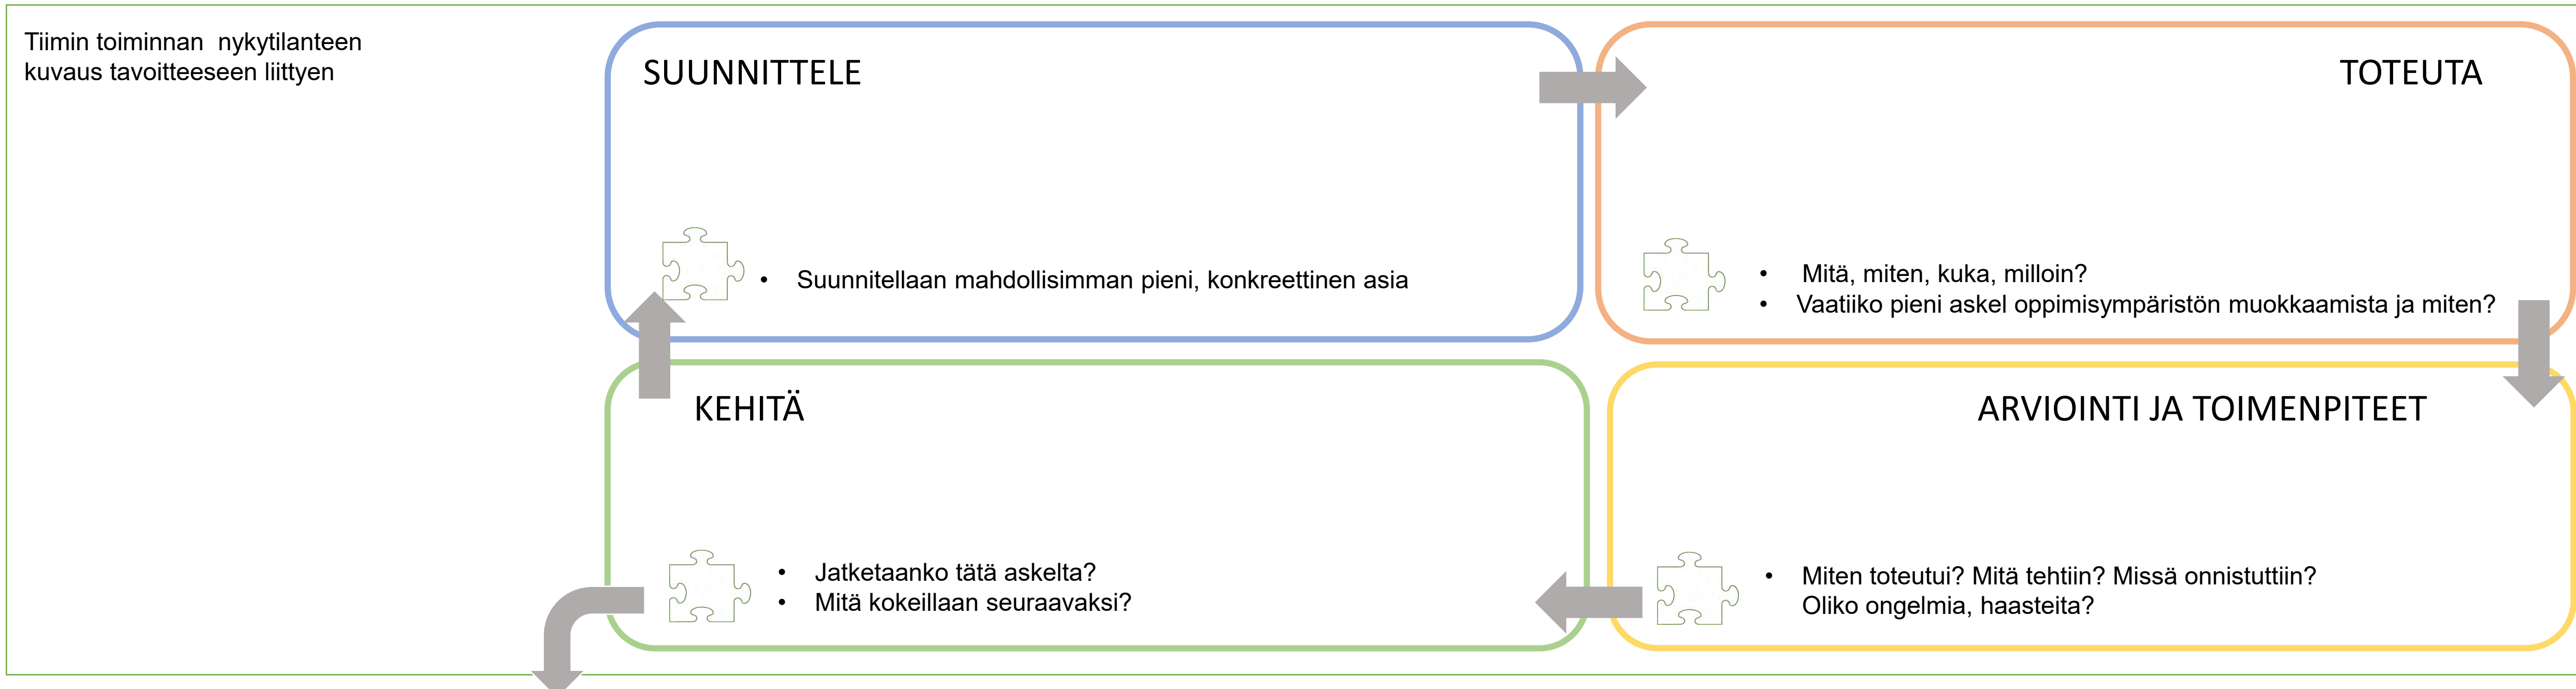 Tiimin toiminnan  nykytilanteen
kuvaus tavoitteeseen liittyen
SUUNNITTELE
• Suunnitellaan mahdollisimman pieni, konkreettinen asia
TOTEUTA
• Mitä, miten, kuka, milloin?
• Vaatiiko pieni askel oppimisympäristön muokkaamista ja miten?
KEHITÄ
• Jatketaanko tätä askelta?
• Mitä kokeillaan seuraavaksi?
ARVIOINTI JA TOIMENPITEET
• Miten toteutui? Mitä tehtiin? Missä onnistuttiin?
Oliko ongelmia, haasteita?